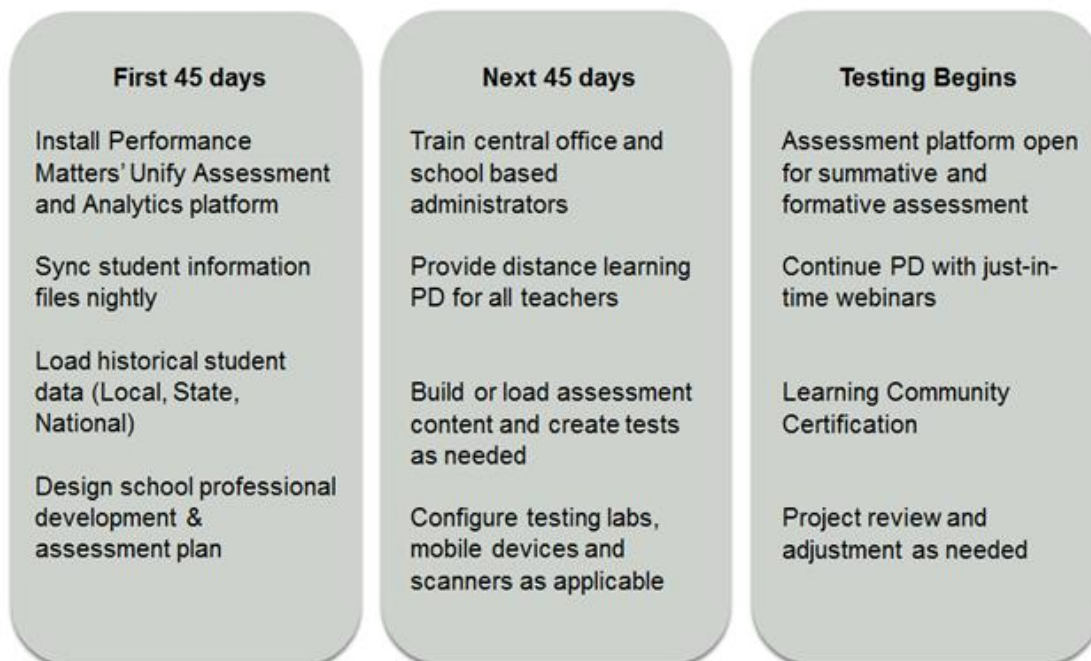 First 45 days
Install Performance
Matters' Unify Assessment
and Analytics platform
Sync student information
files nightly
Load historical student
data (Local, State,
National)
Design school professional
development &
assessment plan
Next 45 days
Train central office and
school based
administrators
Provide distance learning
PD for all teachers
Build or load assessment
content and create tests
as needed
Configure testing labs,
mobile devices and
scanners as applicable
Testing Begins
Assessment platform open
for summative and
formative assessment
Continue PD with just-in-
time webinars
Learning Community
Certification
Project review and
adjustment as needed